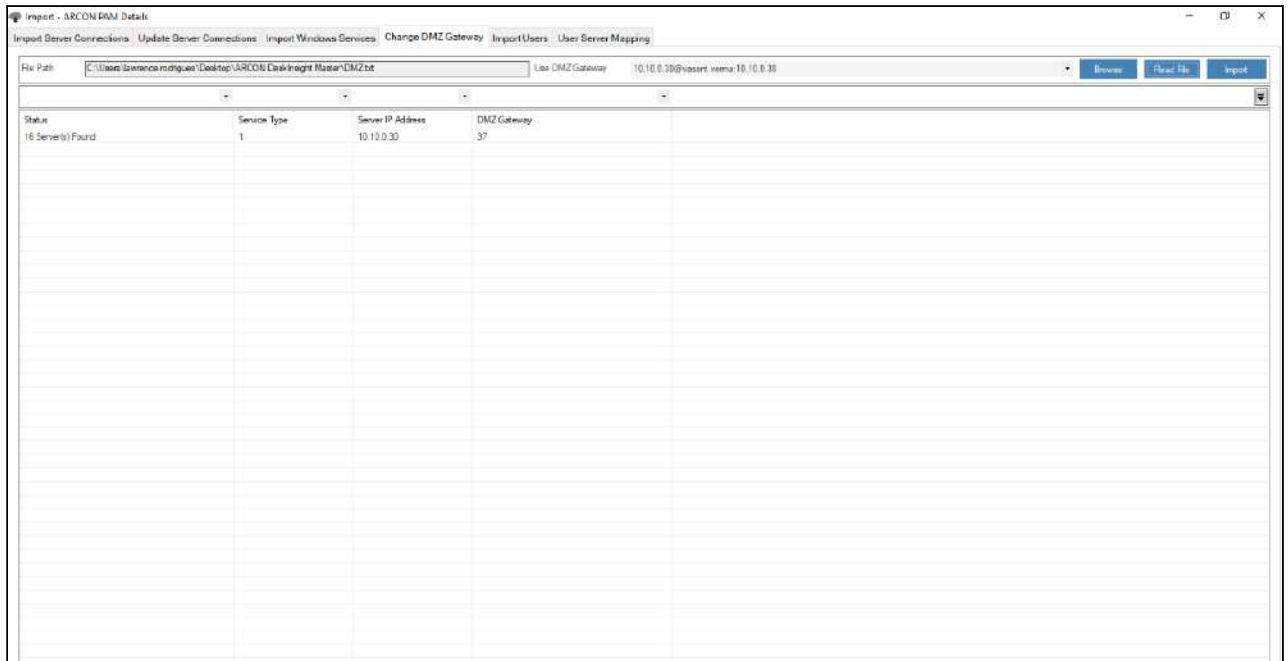 Import - ARCON PAM Details
Import Server Connections Update Server Connections Import Windows Services Change DMZ Gateway Import Users User Server Mapping
File Path C:\Users\lawrence.rodrigues\Desktop\ARCON DeskInsight Master\DMZ.txt Use DMZ Gateway 10.10.0.38@vasant.verma:10.10.0.38 Browse Read File Import
Status Service Type Server IP Address DMZ Gateway
16 Server(s) Found 1 10.10.0.30 37